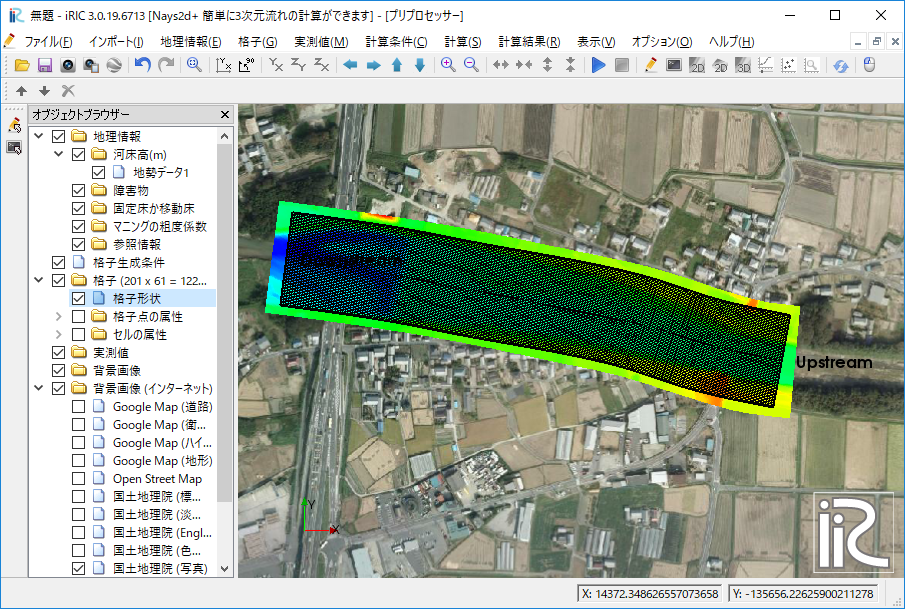 無題 - iRIC 3.0.19.6713 [Nays2d+ 簡単に3次元流れの計算ができます] - [プリプロセッサー]
ファイル(F) インポート(I) 地理情報(E) 格子(G) 実測値(M) 計算条件(C) 計算(S) 計算結果(R) 表示(V) オプション(O) ヘルプ(H)
2D 2D 3D
オブジェクトブラウザー
地理情報
河床高(m)
地勢データ1
障害物
固定床か移動床
マニングの粗度係数
参照情報
格子生成条件
格子 (201 x 61 = 122...
格子形状
格子点の属性
セルの属性
実測値
背景画像
背景画像 (インターネット)
Google Map (道路)
Google Map (衛...
Google Map (ハイ...
Google Map (地形)
Open Street Map
国土地理院 (標...
国土地理院 (淡...
国土地理院 (Engl...
国土地理院 (色...
国土地理院 (写真)
Upstream
Y
X
iRIC
X: 14372.348626557073658 Y: -135656.22625900211278